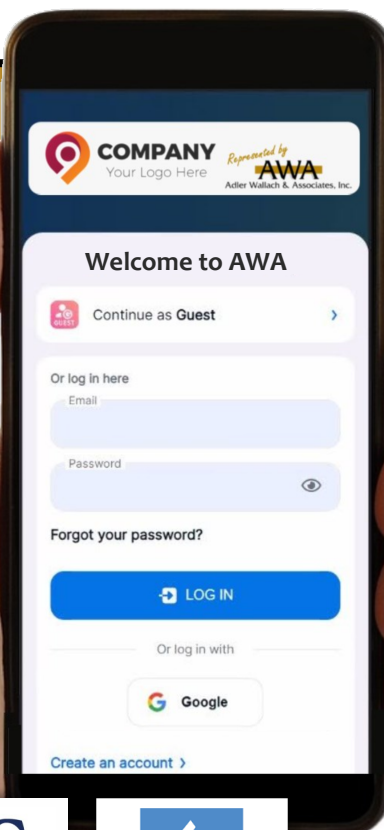 COMPANY
Your Logo Here
Represented by
AWA
Adler Wallach & Associates, Inc.
Welcome to AWA
GUEST
Continue as Guest
Or log in here
Email
Password
Forgot your password?
LOG IN
Or log in with
Google
Create an account